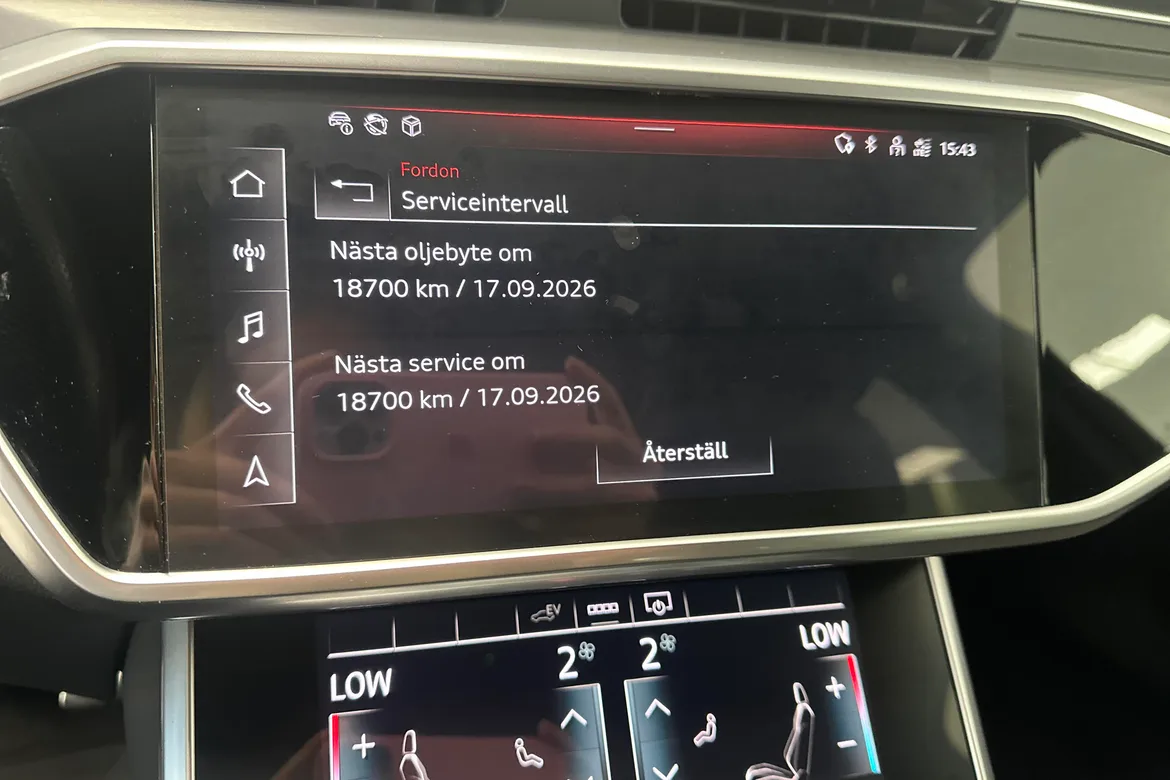 15:43
Fordon
Serviceintervall
Nästa oljebyte om
18700 km / 17.09.2026
Nästa service om
18700 km / 17.09.2026
Återställ
EV
LOW
2
2
LOW